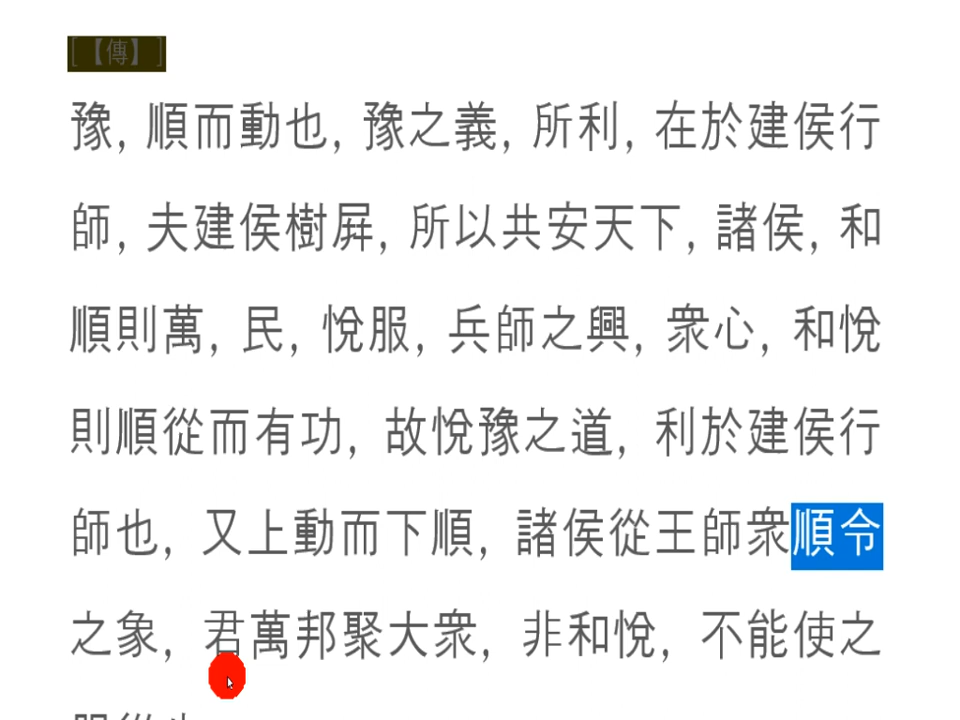 [【傳】]
豫, 順而動也, 豫之義, 所利, 在於建侯行
師, 夫建侯樹屛, 所以共安天下, 諸侯, 和
順則萬, 民, 悅服, 兵師之興, 衆心, 和悅
則順從而有功, 故悅豫之道, 利於建侯行
師也, 又上動而下順, 諸侯從王師衆順令
之象, 君萬邦聚大衆, 非和悅, 不能使之